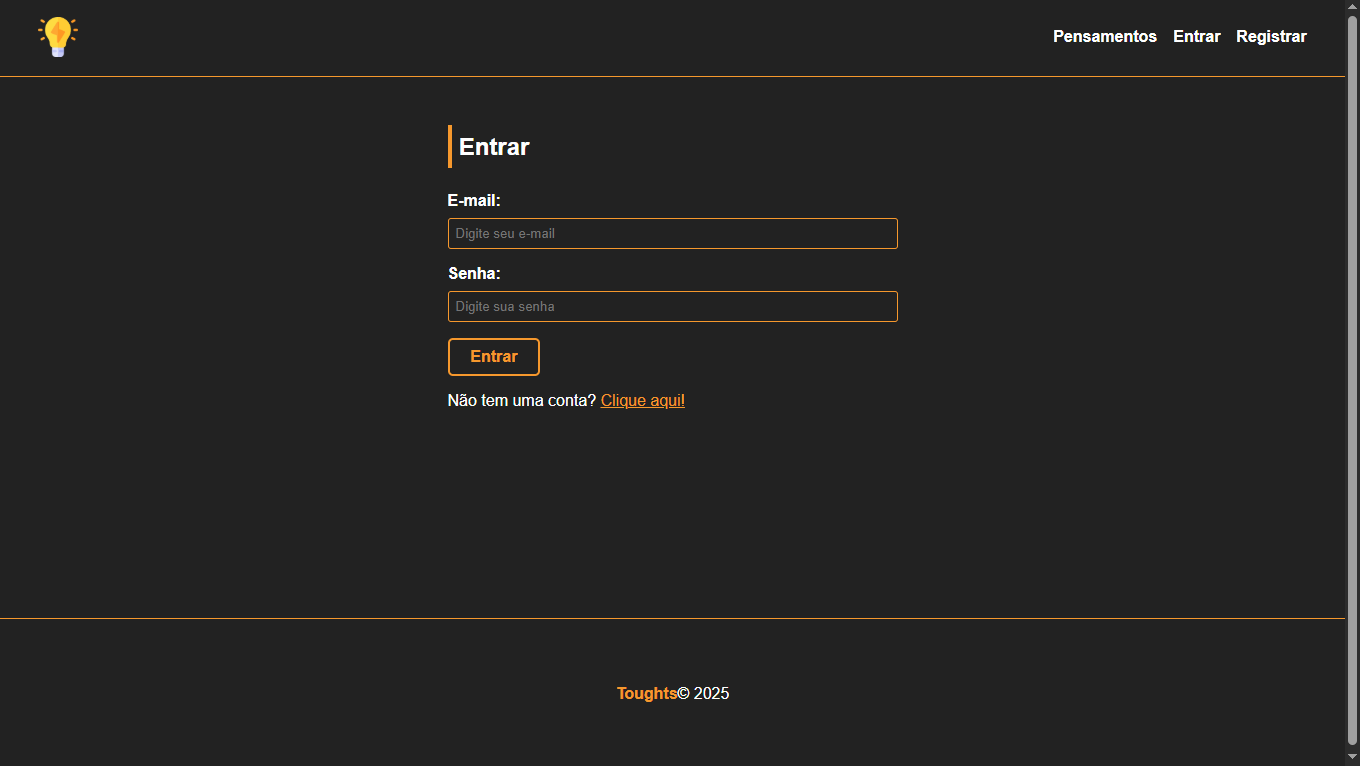 Pensamentos Entrar Registrar
Entrar
E-mail:
Digite seu e-mail
Senha:
Digite sua senha
Entrar
Não tem uma conta? Clique aqui!
Toughts© 2025